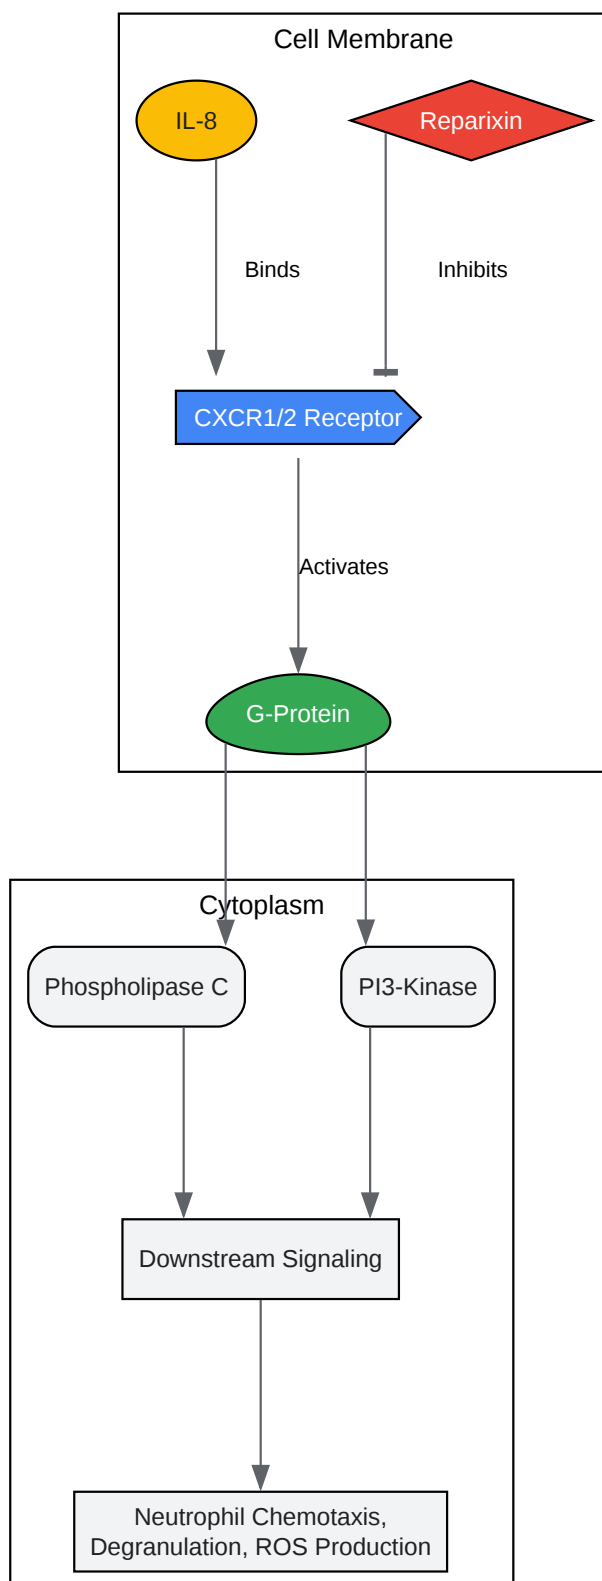 Cell Membrane
IL-8
Reparixin
Binds
Inhibits
CXCR1/2 Receptor
Activates
G-Protein
Cytoplasm
Phospholipase C
PI3-Kinase
Downstream Signaling
Neutrophil Chemotaxis,
Degranulation, ROS Production